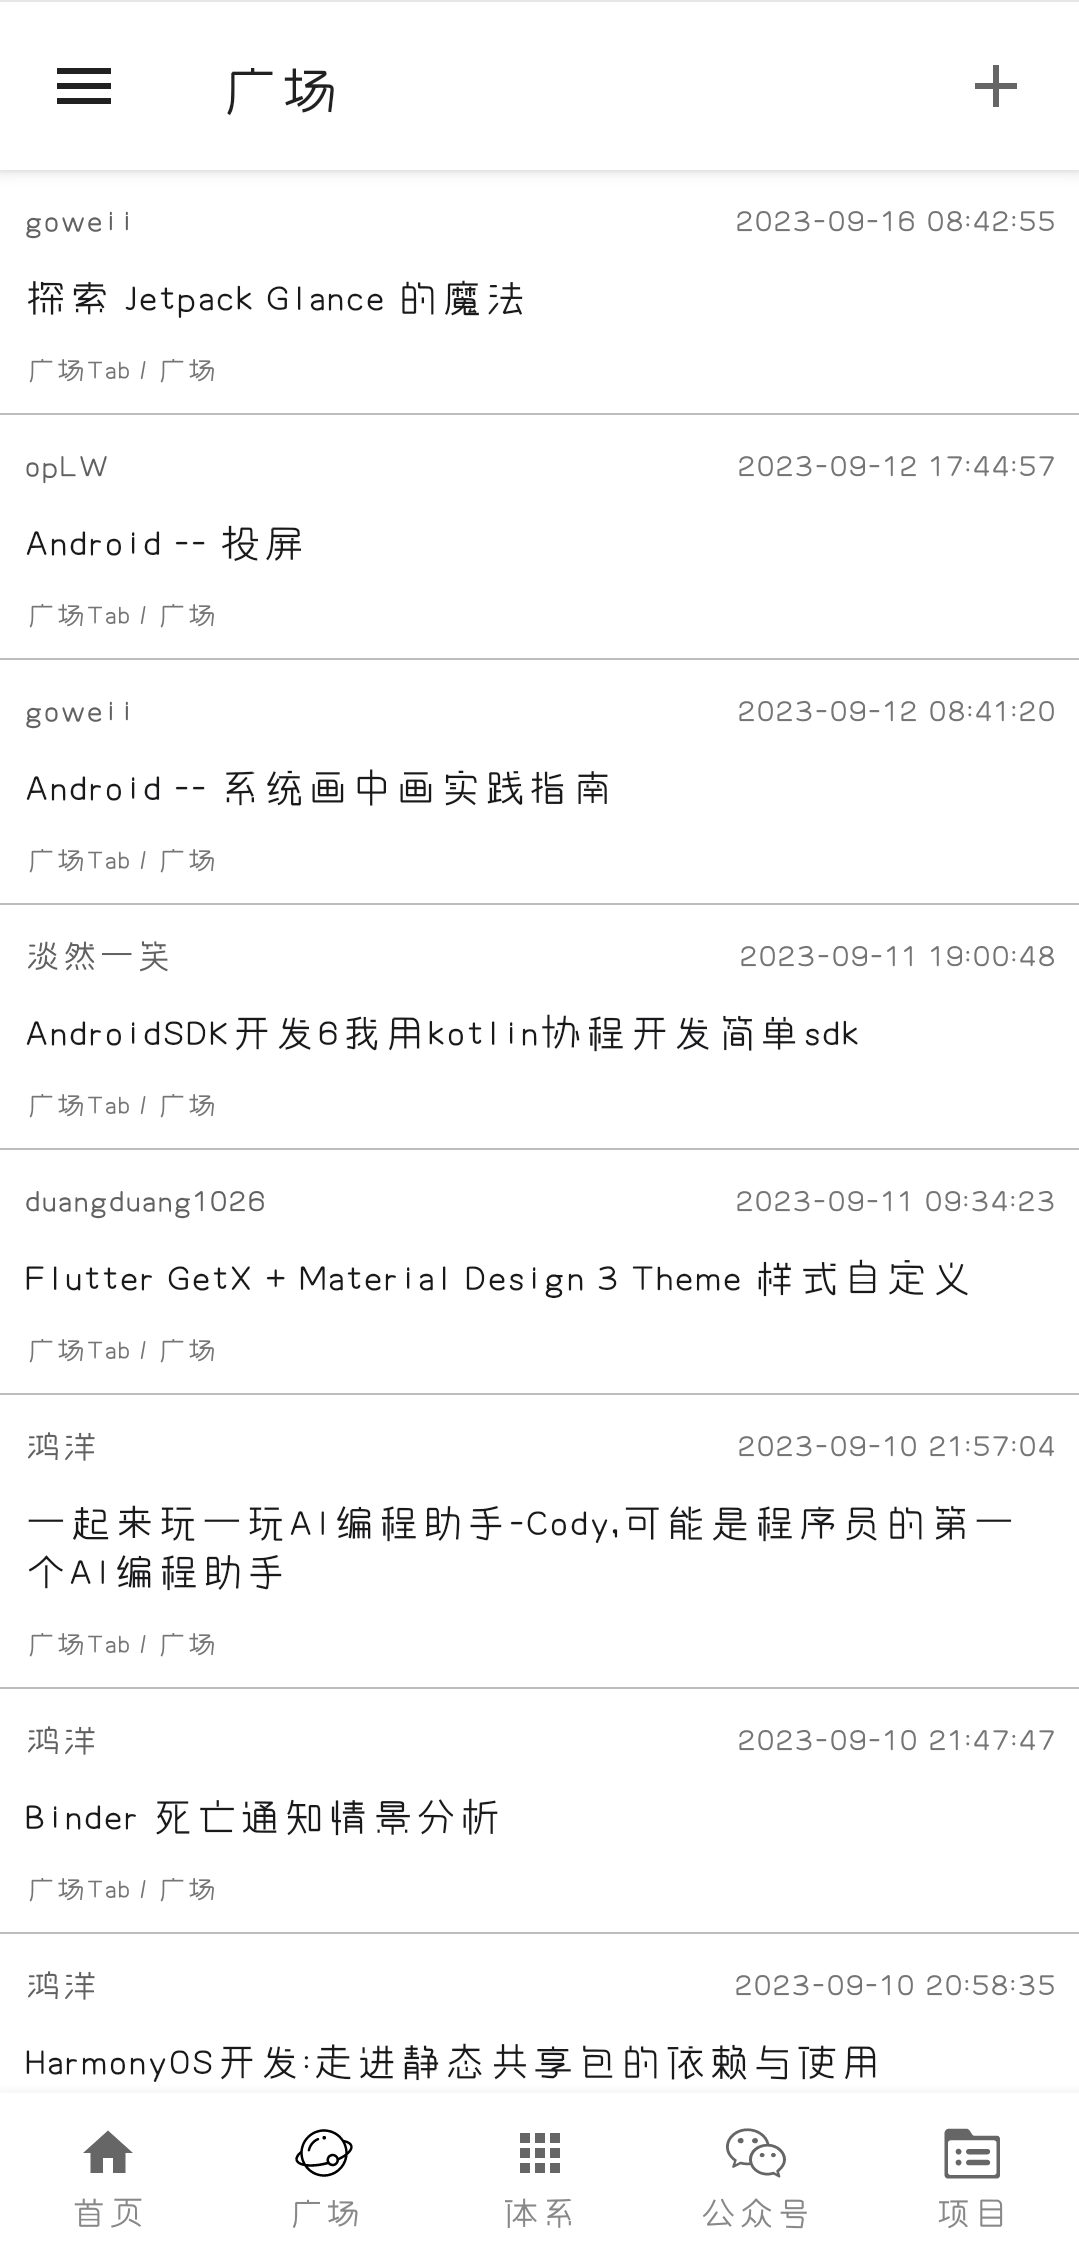 广场
goweii 2023-09-16 08:42:55
探索 Jetpack Glance 的魔法
广场Tab / 广场
opLW 2023-09-12 17:44:57
Android -- 投屏
广场Tab / 广场
goweii 2023-09-12 08:41:20
Android -- 系统画中画实践指南
广场Tab / 广场
淡然一笑 2023-09-11 19:00:48
AndroidSDK开发6我用kotlin协程开发简单sdk
广场Tab / 广场
duangduang1026 2023-09-11 09:34:23
Flutter GetX + Material Design 3 Theme 样式自定义
广场Tab / 广场
鸿洋 2023-09-10 21:57:04
一起来玩一玩AI编程助手-Cody,可能是程序员的第一
个AI编程助手
广场Tab / 广场
鸿洋 2023-09-10 21:47:47
Binder 死亡通知情景分析
广场Tab / 广场
鸿洋 2023-09-10 20:58:35
HarmonyOS开发:走进静态共享包的依赖与使用
首页 广场 体系 公众号 项目